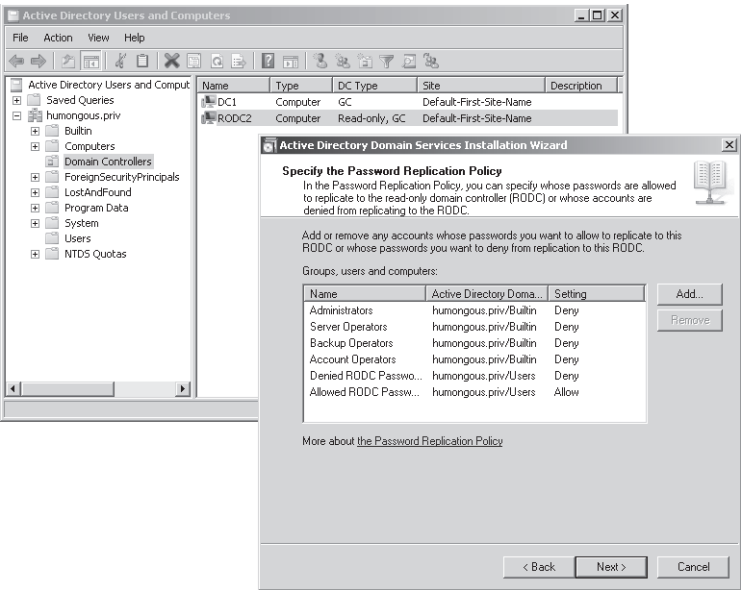 Active Directory Users and Computers
File Action View Help
Active Directory Users and Comput
Saved Queries
humongous.priv
Builtin
Computers
Domain Controllers
ForeignSecurityPrincipals
LostAndFound
Program Data
System
Users
NTDS Quotas
Name Type DC Type Site Description
DC1 Computer GC Default-First-Site-Name
RODC2 Computer Read-only, GC Default-First-Site-Name
Active Directory Domain Services Installation Wizard
Specify the Password Replication Policy
In the Password Replication Policy, you can specify whose passwords are allowed
to replicate to the read-only domain controller (RODC) or whose accounts are
denied from replicating to the RODC.
Add or remove any accounts whose passwords you want to allow to replicate to this
RODC or whose passwords you want to deny from replication to this RODC.
Groups, users and computers:
Name Active Directory Doma... Setting
Administrators humongous.priv/Builtin Deny
Server Operators humongous.priv/Builtin Deny
Backup Operators humongous.priv/Builtin Deny
Account Operators humongous.priv/Builtin Deny
Denied RODC Passwo... humongous.priv/Users Deny
Allowed RODC Passw... humongous.priv/Users Allow
Add...
Remove
More about the Password Replication Policy
< Back Next > Cancel